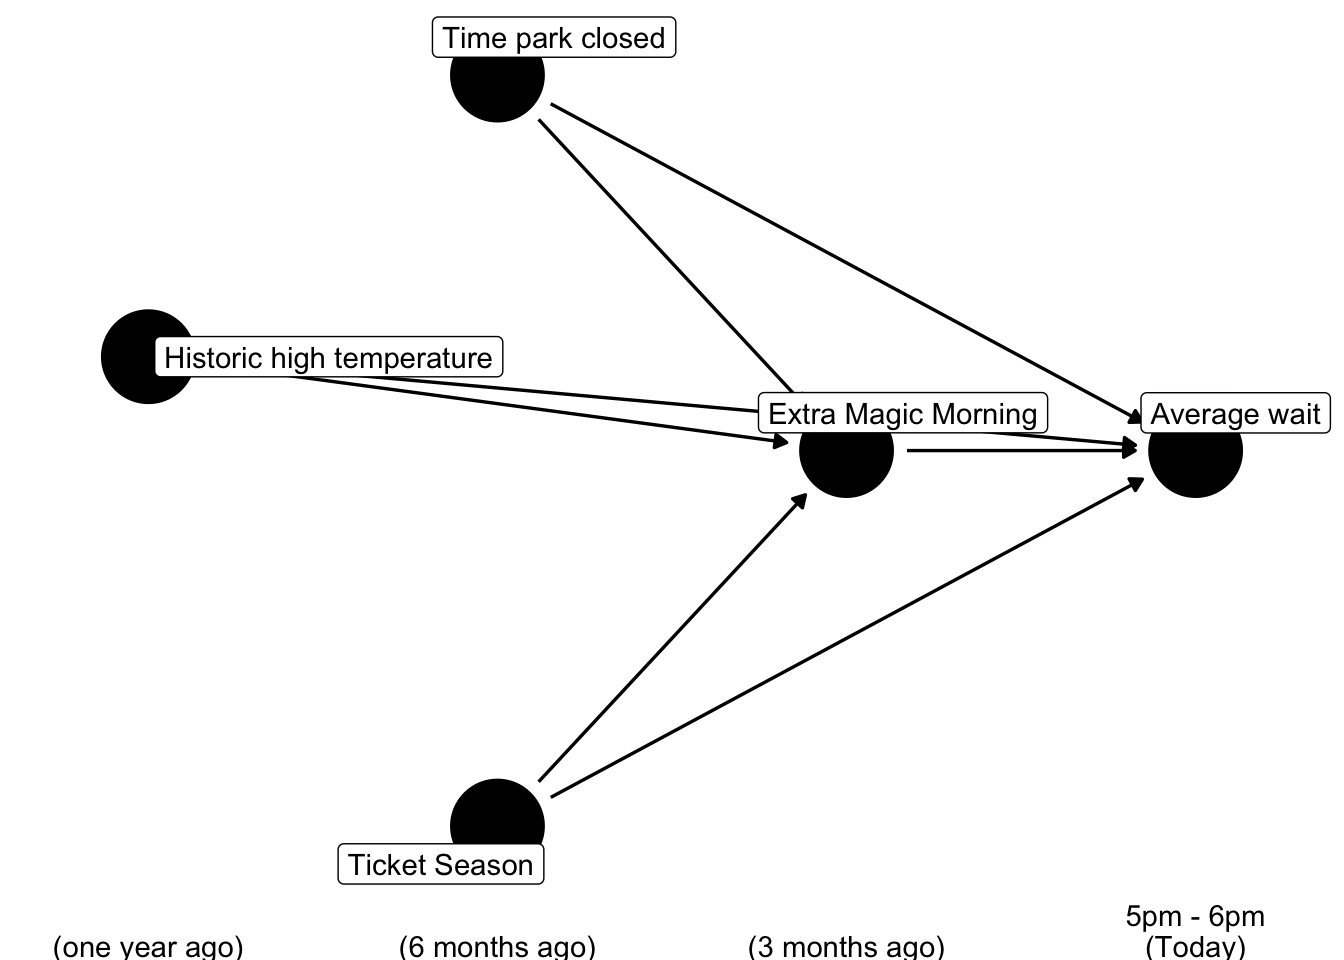 Time park closed
Historic high temperature
Extra Magic Morning
Average wait
Ticket Season
5pm - 6pm
(one year ago)
(6 months ago)
(3 months ago)
(Today)